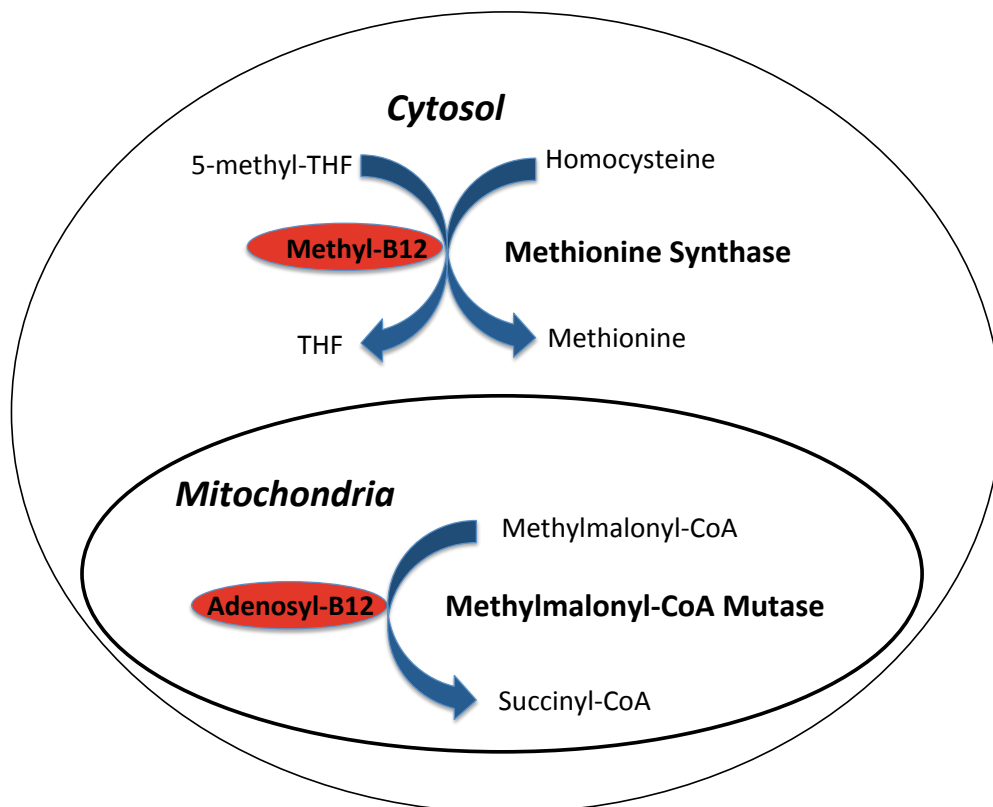 Cytosol
5-methyl-THF
Homocysteine
Methyl-B12
Methionine Synthase
THF
Methionine
Mitochondria
Methylmalonyl-CoA
Adenosyl-B12
Methylmalonyl-CoA Mutase
Succinyl-CoA